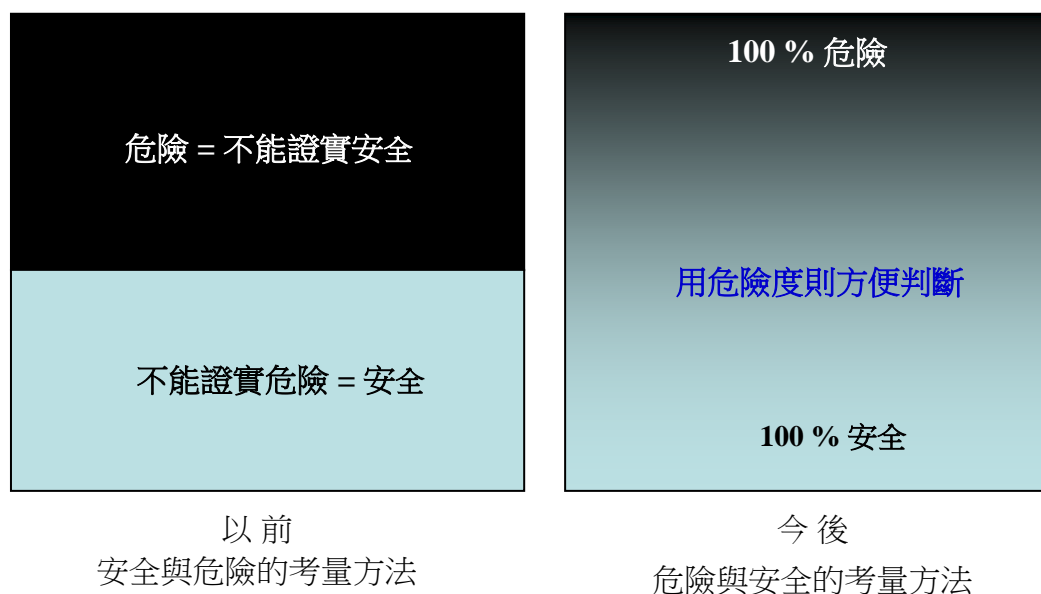 危險 = 不能證實安全
不能證實危險 = 安全
以 前
安全與危險的考量方法
100 % 危險
用危險度則方便判斷
100 % 安全
今 後
危險與安全的考量方法